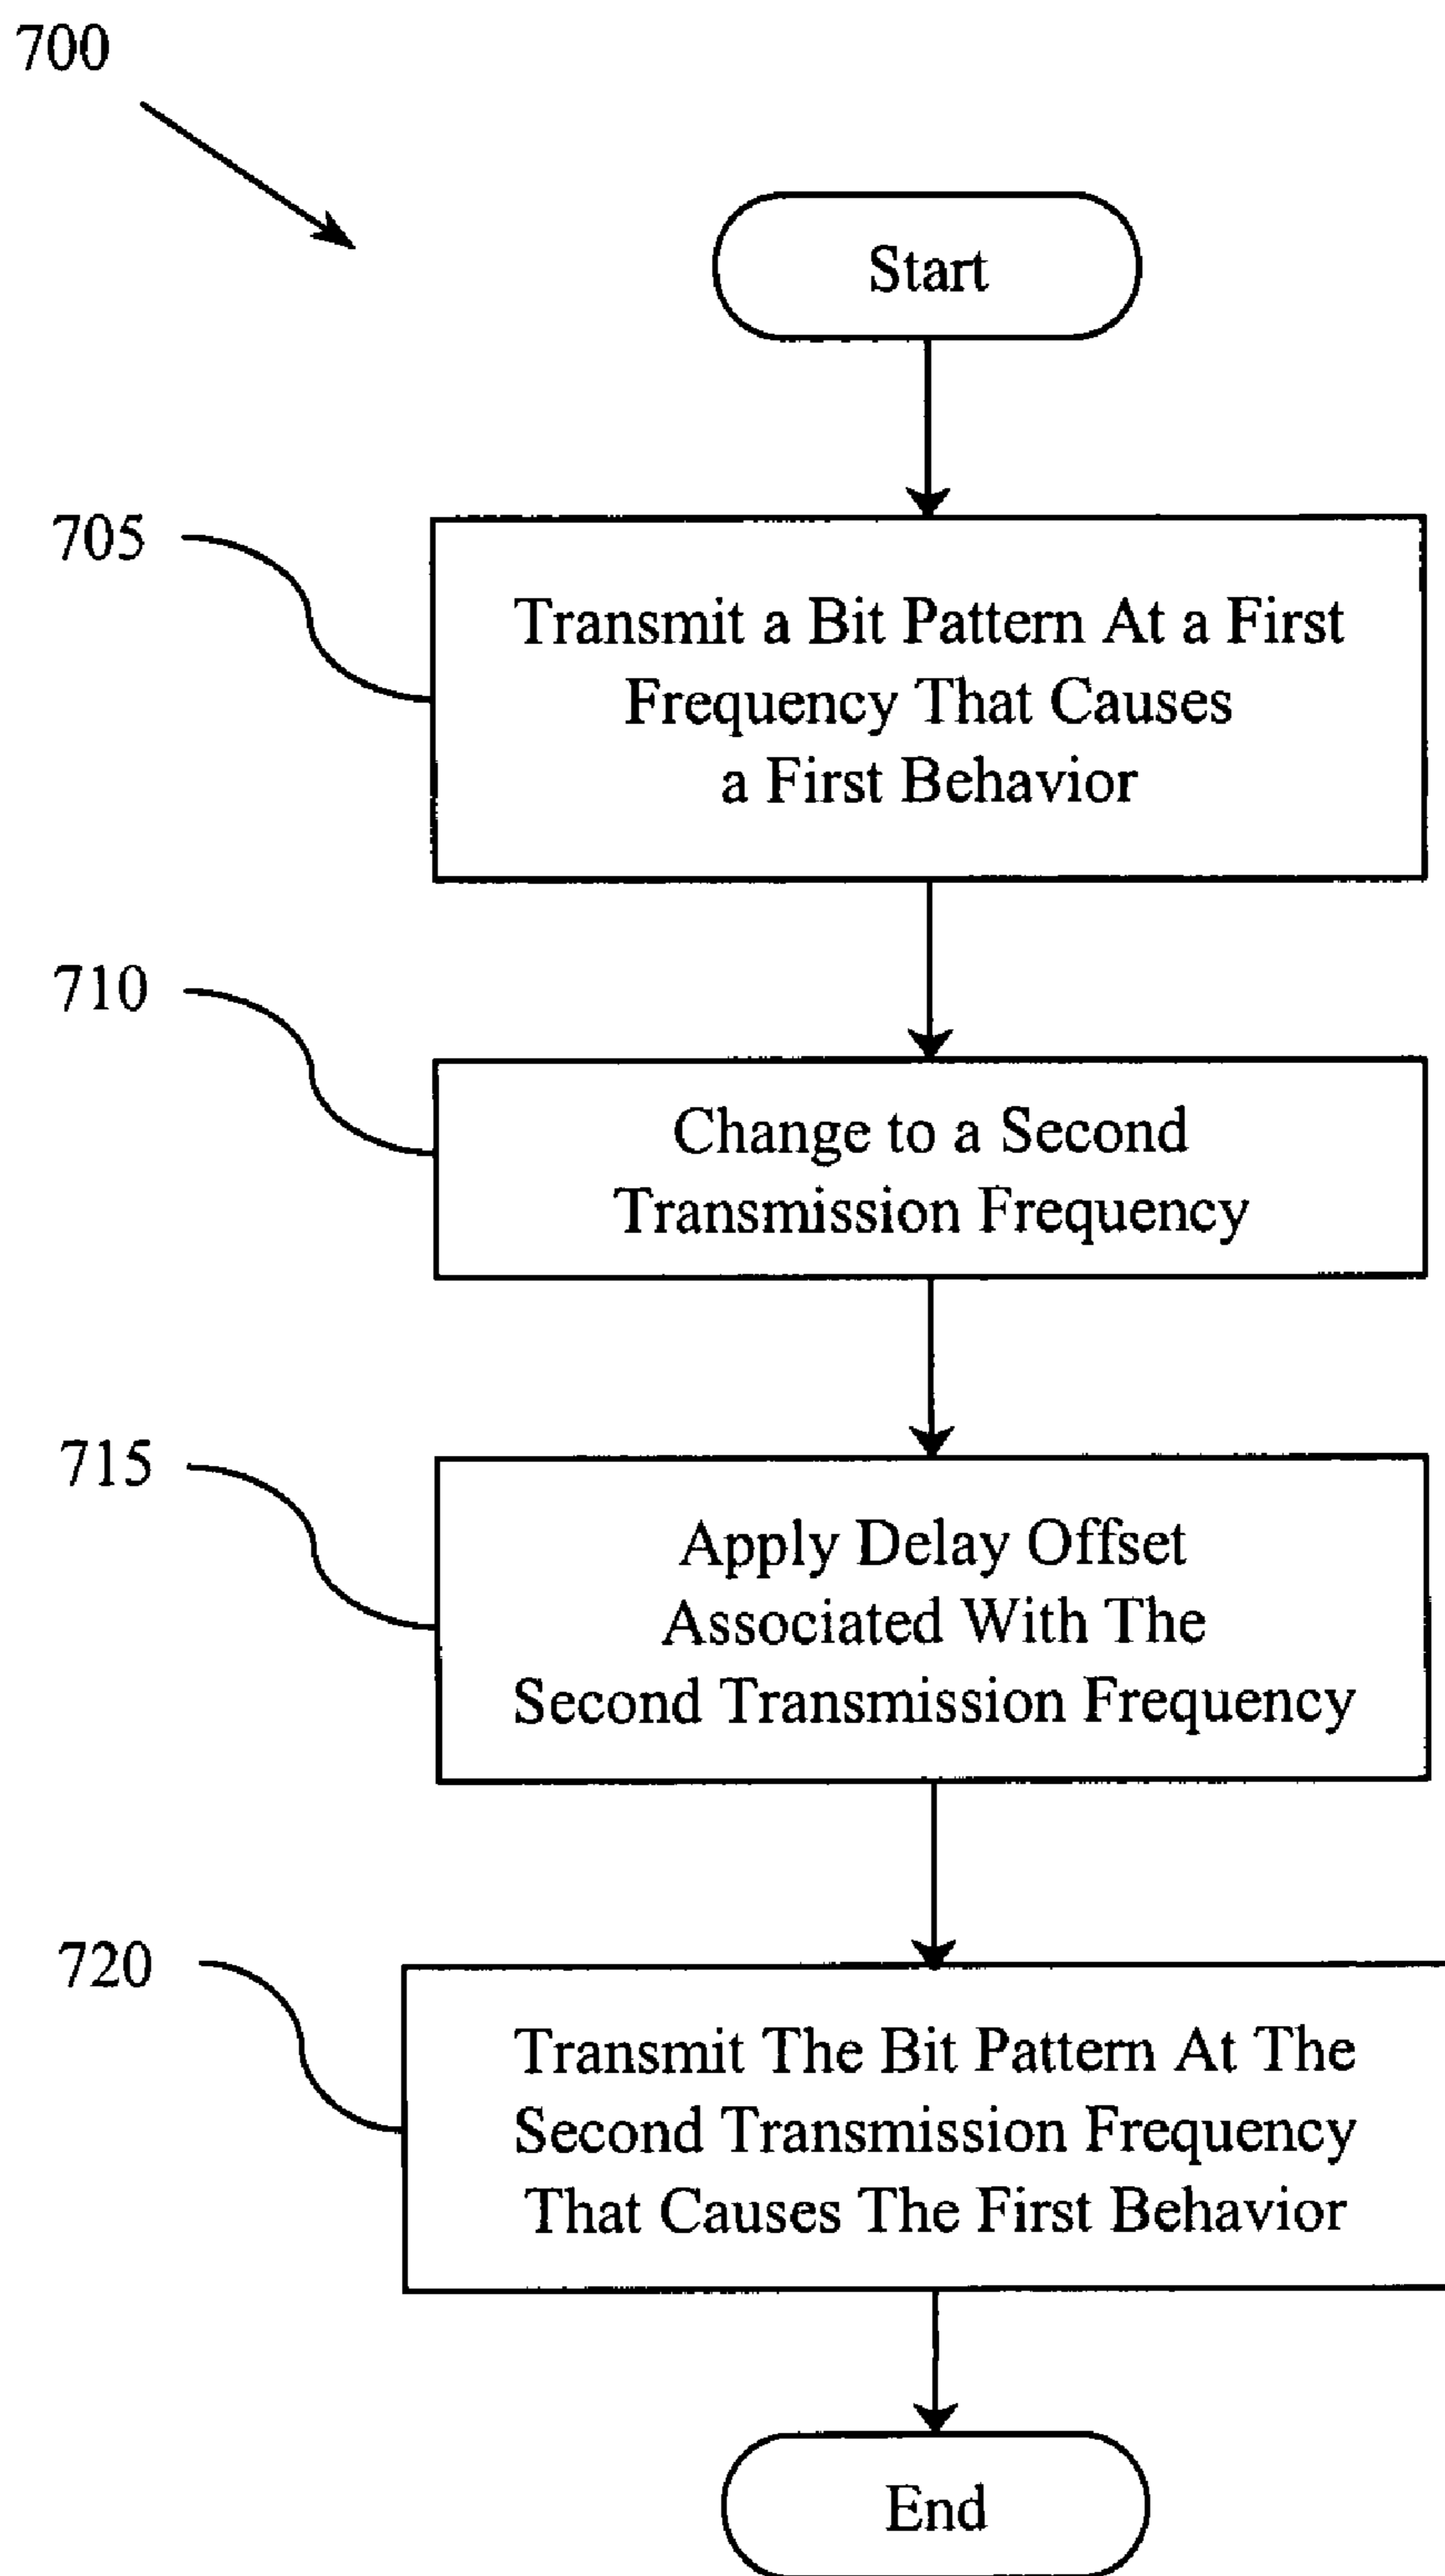 700
Start
705
Transmit a Bit Pattern At a First
Frequency That Causes
a First Behavior
710
Change to a Second
Transmission Frequency
715
Apply Delay Offset
Associated With The
Second Transmission Frequency
720
Transmit The Bit Pattern At The
Second Transmission Frequency
That Causes The First Behavior
End